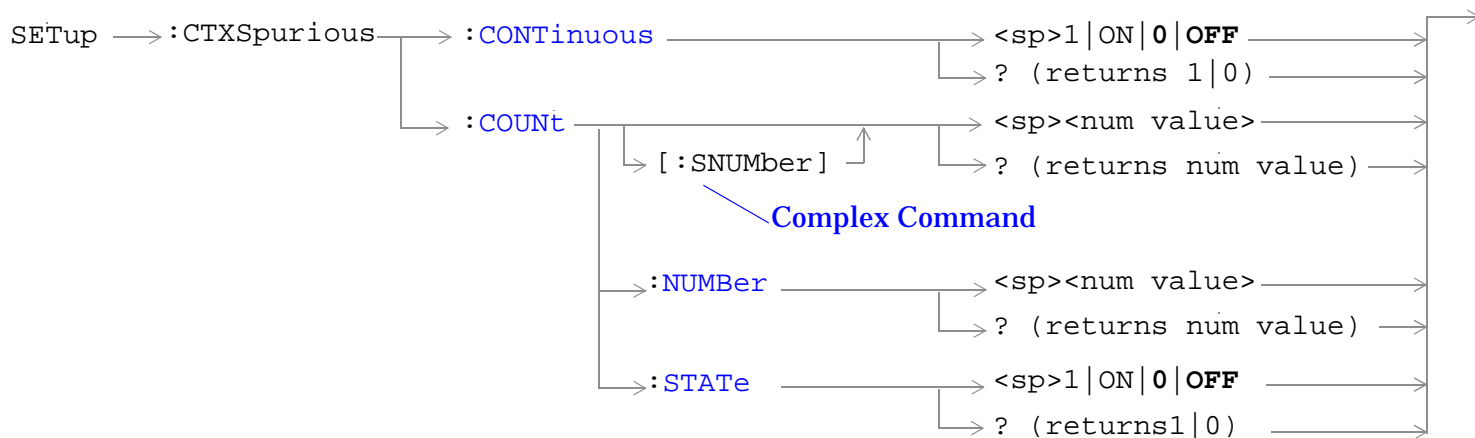 SETup :CTXSpurious :CONTinuous <sp>1|ON|0|OFF
? (returns 1|0)
:COUNt <sp><num value>
[:SNUMber] ? (returns num value)
Complex Command
:NUMBer <sp><num value>
? (returns num value)
:STATe <sp>1|ON|0|OFF
? (returns1|0)